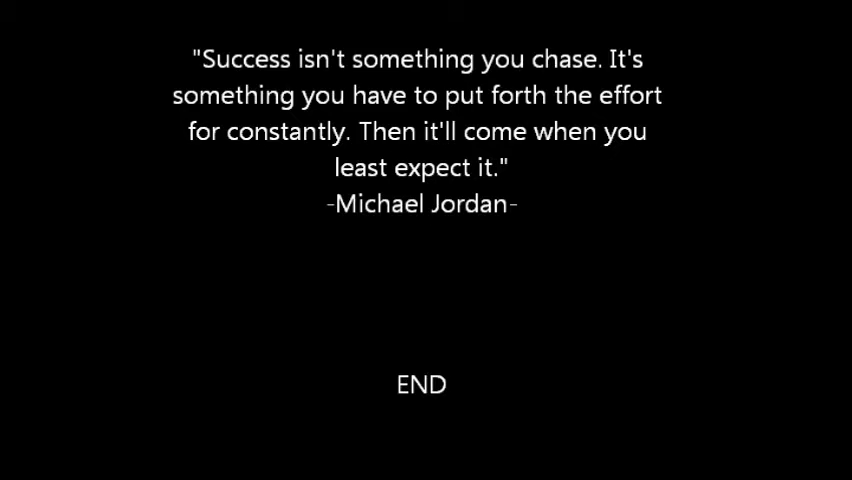 "Success isn't something you chase. It's
something you have to put forth the effort
for constantly. Then it'll come when you
least expect it."
-Michael Jordan-
END